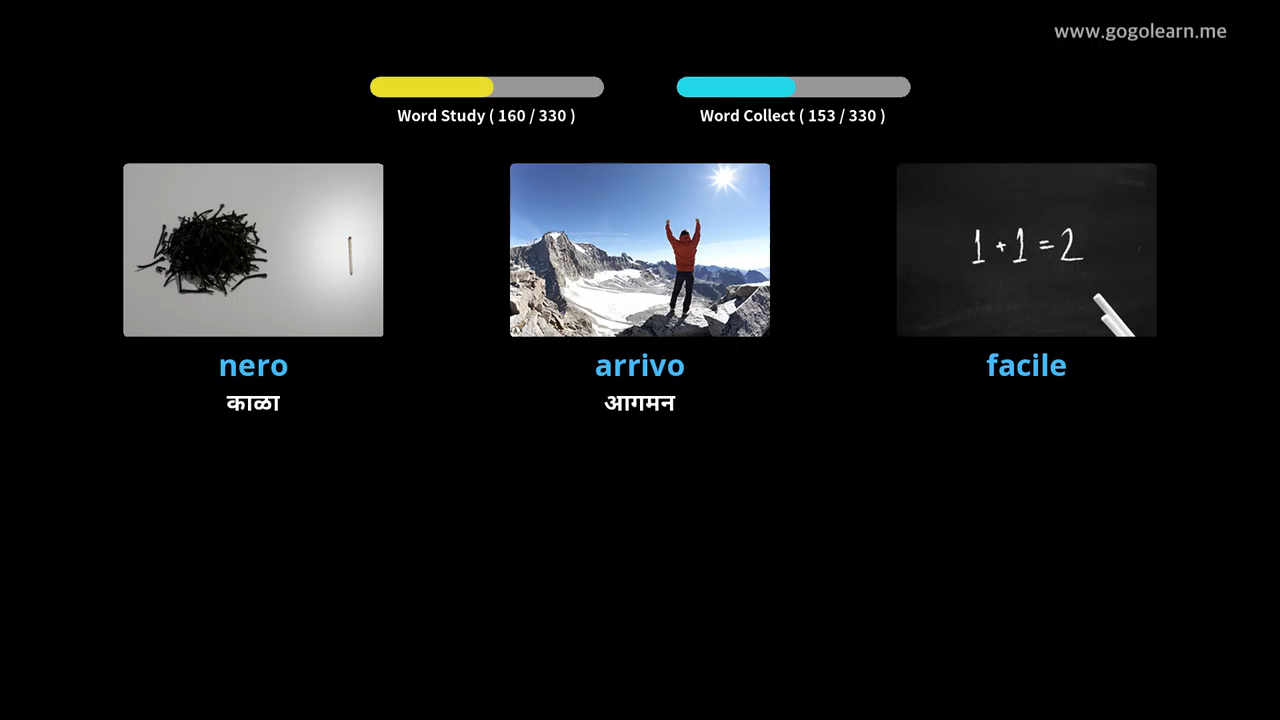 www.gogolearn.me
Word Study ( 160 / 330 )
Word Collect ( 153 / 330 )
1 + 1 = 2
nero
arrivo
facile
काळा
आगमन